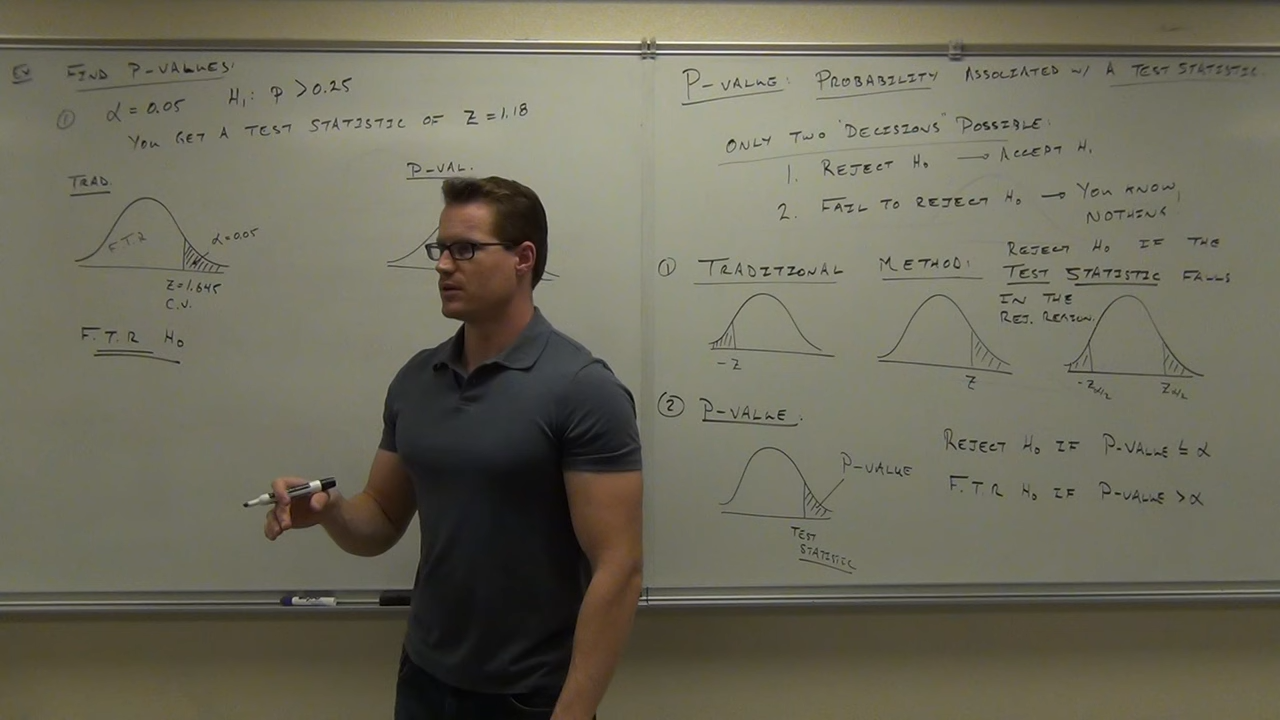 Ex FIND P-VALUES:
① α = 0.05 H₁: P > 0.25
YOU GET A TEST STATISTIC OF Z = 1.18
TRAD.
F.T.R
α = 0.05
Z = 1.645
C.V.
F.T.R H₀
P-VAL.
P-VALUE: PROBABILITY ASSOCIATED W/ A TEST STATISTIC.
ONLY TWO "DECISIONS" POSSIBLE:
1. REJECT H₀ → ACCEPT H₁
2. FAIL TO REJECT H₀ → YOU KNOW
NOTHING.
① TRADITIONAL METHOD:
REJECT H₀ IF THE
TEST STATISTIC FALLS
IN THE
REJ. REGION.
-Z
Z
-Zα/2
Zα/2
② P-VALUE:
P-VALUE
TEST
STATISTIC
REJECT H₀ IF P-VALUE ≤ α
F.T.R H₀ IF P-VALUE > α